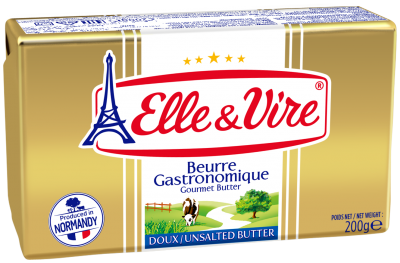 Elle&Vire®
Beurre
Gastronomique
Gourmet Butter
Produced in
NORMANDY
POIDS NET / NET WEIGHT :
200g℮
DOUX/UNSALTED BUTTER